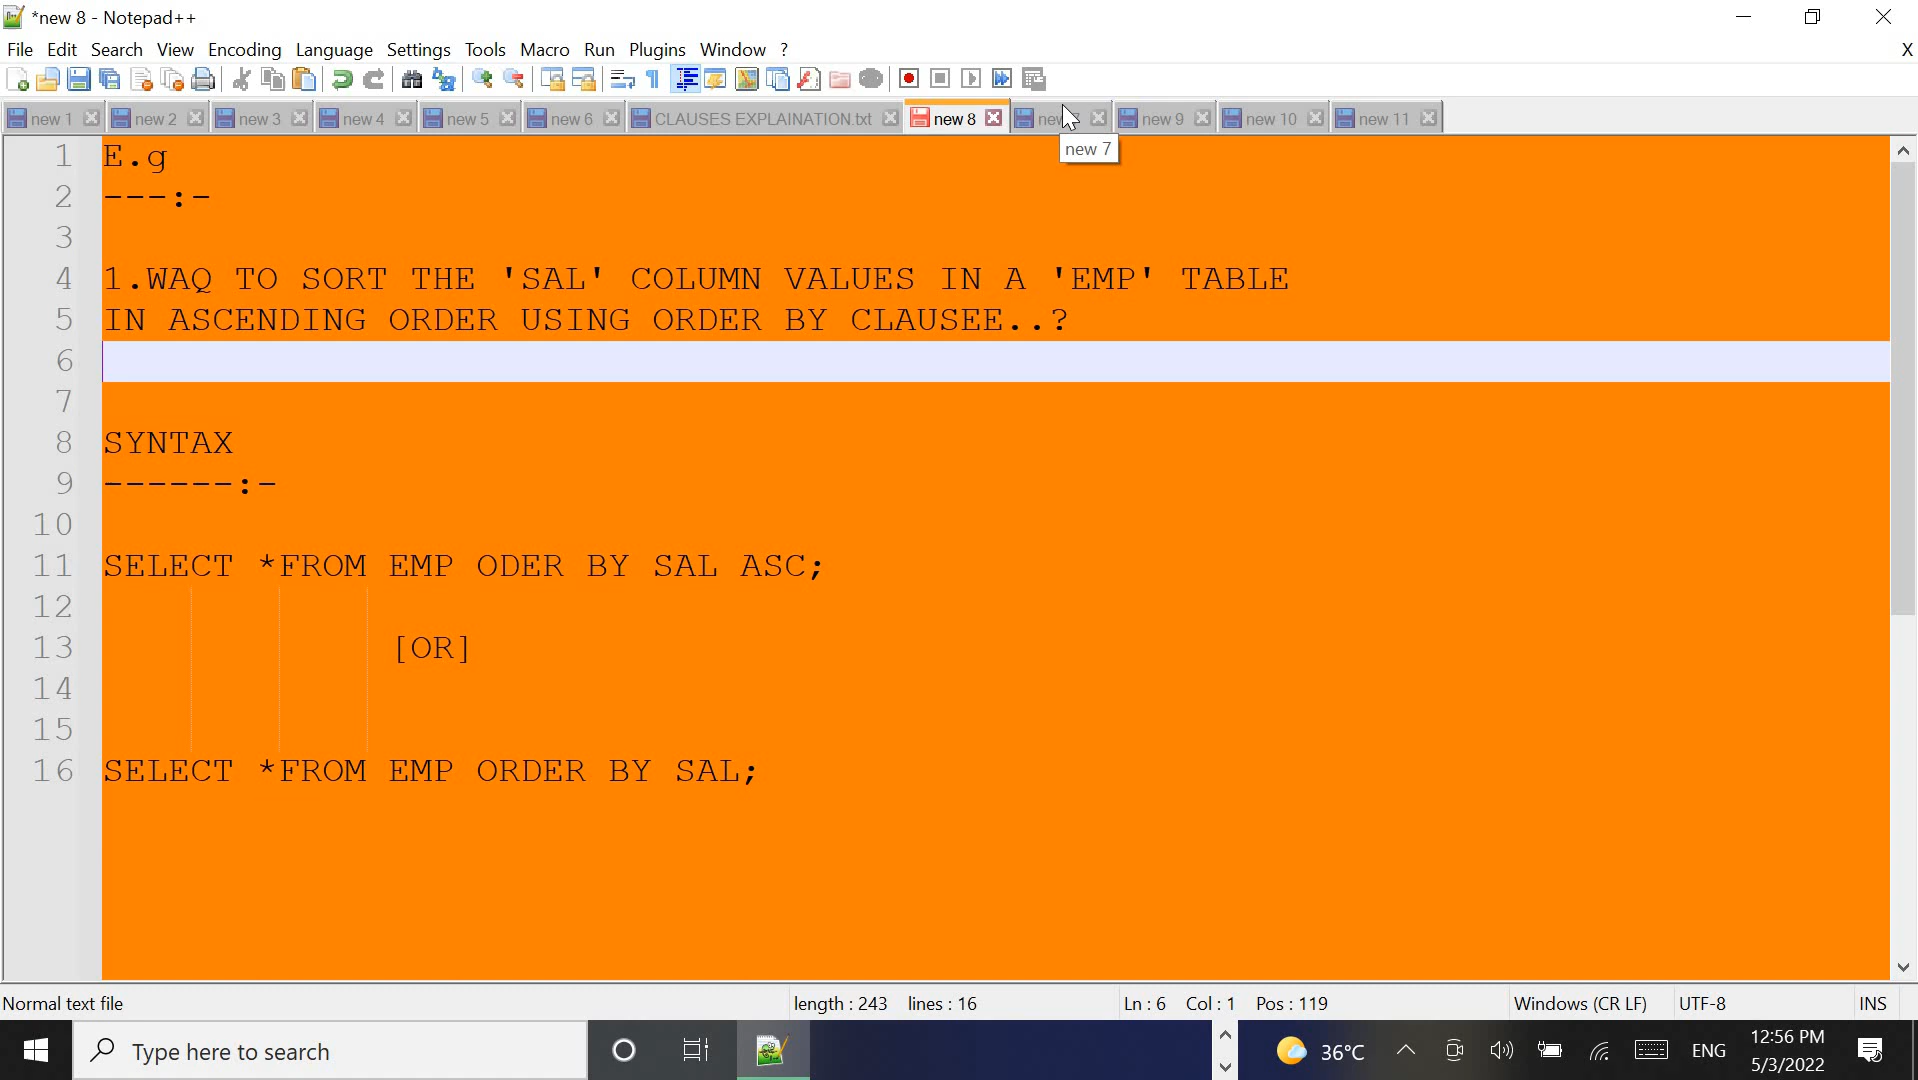 *new 8 - Notepad++
File Edit Search View Encoding Language Settings Tools Macro Run Plugins Window ? X
new 1 new 2 new 3 new 4 new 5 new 6 CLAUSES EXPLAINATION.txt new 8 new 9 new 10 new 11
new 7
1 E.g
2 ---:-
3
4 1.WAQ TO SORT THE 'SAL' COLUMN VALUES IN A 'EMP' TABLE
5 IN ASCENDING ORDER USING ORDER BY CLAUSEE..?
6
7
8 SYNTAX
9 ------:-
10
11 SELECT *FROM EMP ODER BY SAL ASC;
12
13 [OR]
14
15
16 SELECT *FROM EMP ORDER BY SAL;
Normal text file length : 243 lines : 16 Ln : 6 Col : 1 Pos : 119 Windows (CR LF) UTF-8 INS
Type here to search 36°C ENG 12:56 PM
5/3/2022